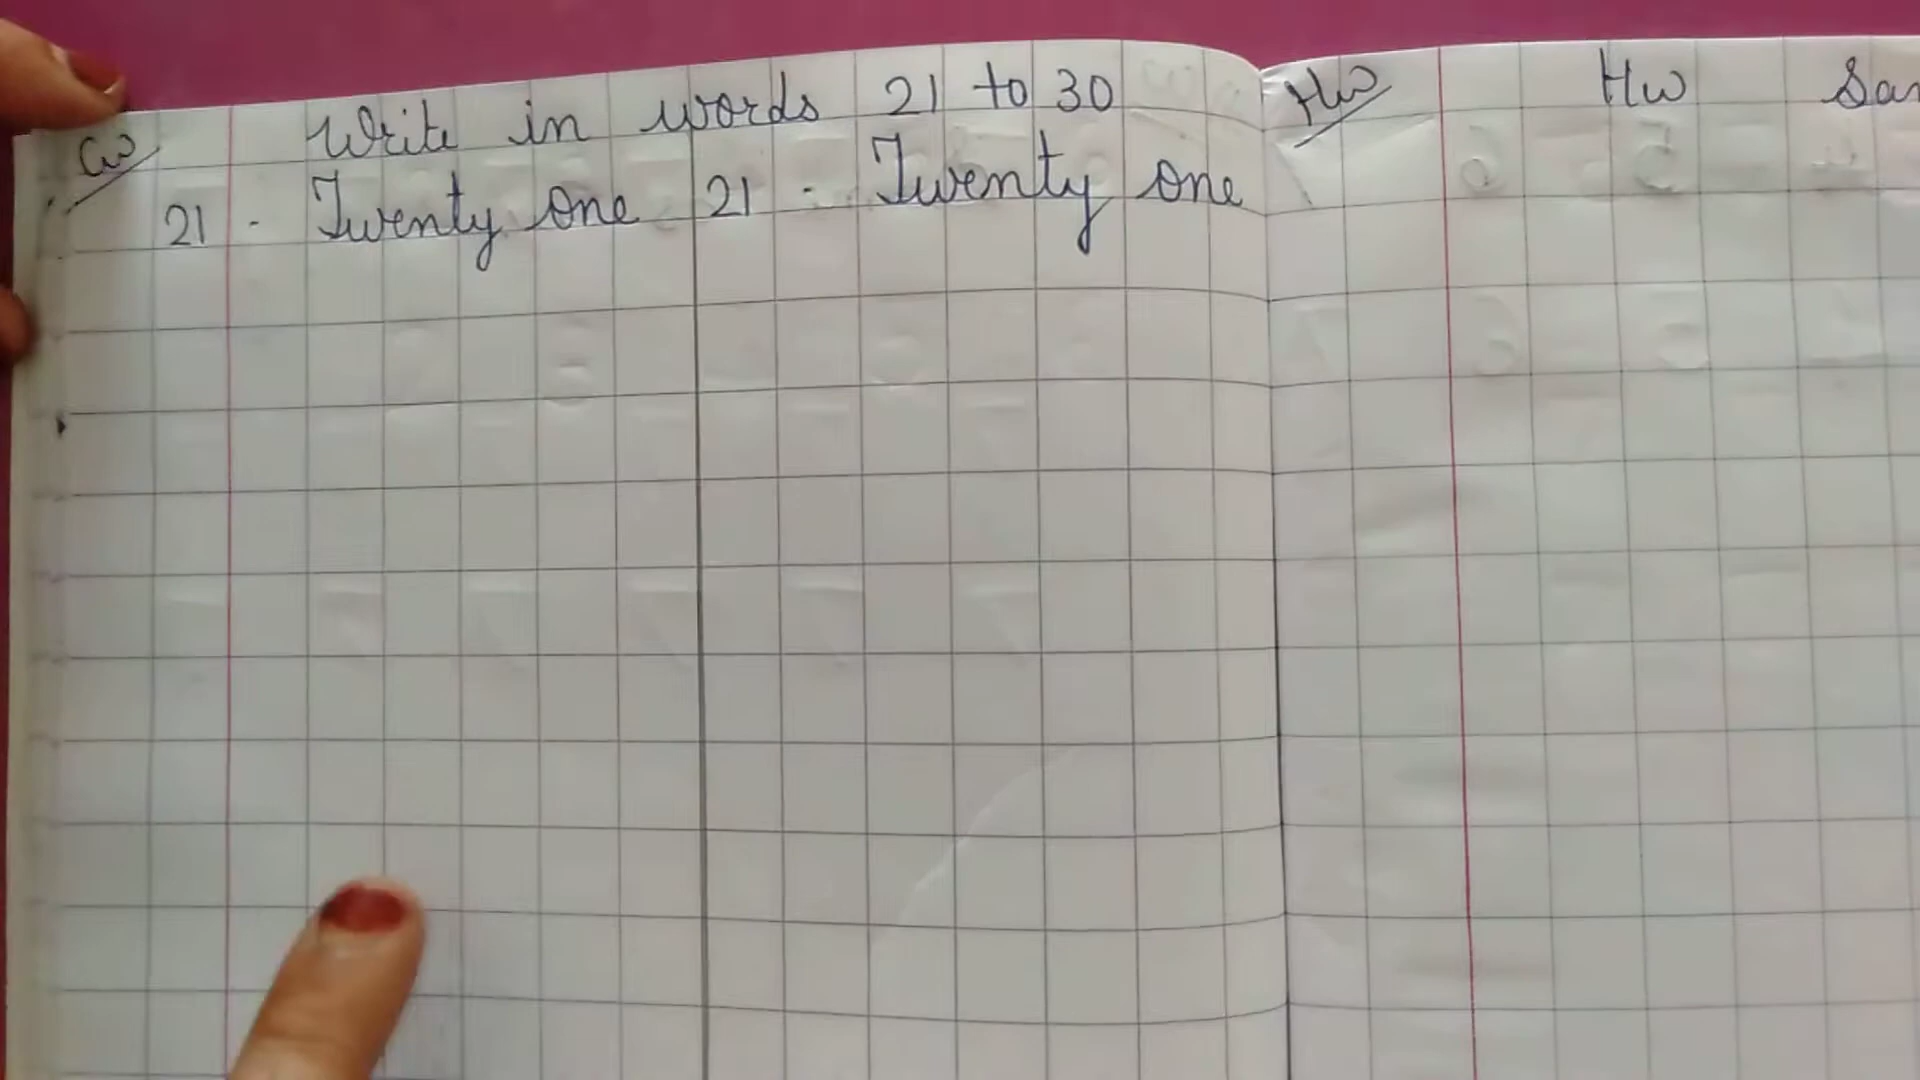 Cw
Write in words 21 to 30
21 - Twenty one 21 - Twenty one
Hw
Hw